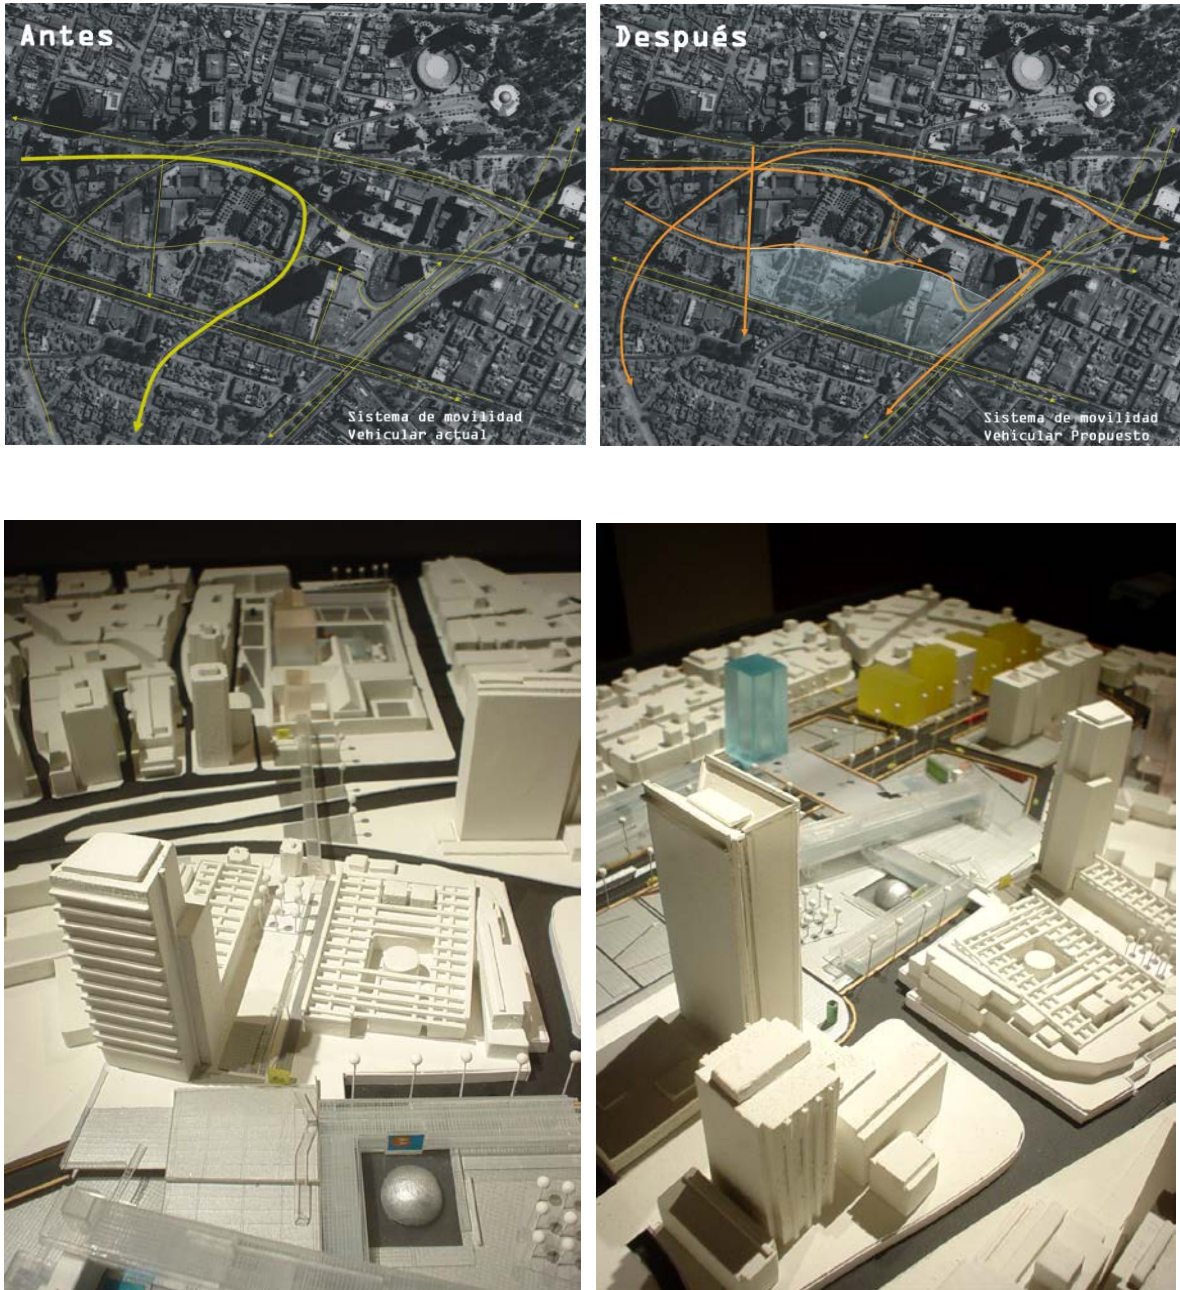 Antes
Sistema de movilidad
Vehicular actual
Después
Sistema de movilidad
Vehicular Propuesto